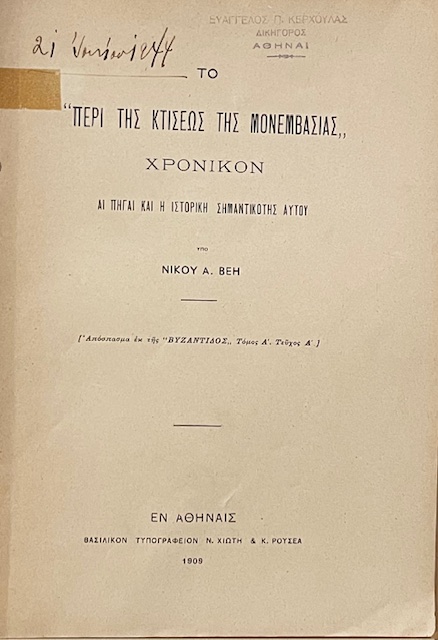 ΕΥΑΓΓΕΛΟΣ Π. ΚΕΡΧΟΥΛΑΣ
ΔΙΚΗΓΟΡΟΣ
ΑΘΗΝΑΙ
21
ΤΟ
“ΠΕΡΙ ΤΗΣ ΚΤΙΣΕΩΣ ΤΗΣ ΜΟΝΕΜΒΑΣΙΑΣ„
ΧΡΟΝΙΚΟΝ
ΑΙ ΠΗΓΑΙ ΚΑΙ Η ΙΣΤΟΡΙΚΗ ΣΗΜΑΝΤΙΚΟΤΗΣ ΑΥΤΟΥ
ΥΠΟ
ΝΙΚΟΥ Α. ΒΕΗ
[Ἀπόσπασμα ἐκ τῆς “ΒΥΖΑΝΤΙΔΟΣ„ Τόμος Α΄. Τεῦχος Α΄.]
ΕΝ ΑΘΗΝΑΙΣ
ΒΑΣΙΛΙΚΟΝ ΤΥΠΟΓΡΑΦΕΙΟΝ Ν. ΧΙΩΤΗ & Κ. ΡΟΥΣΕΑ
1909